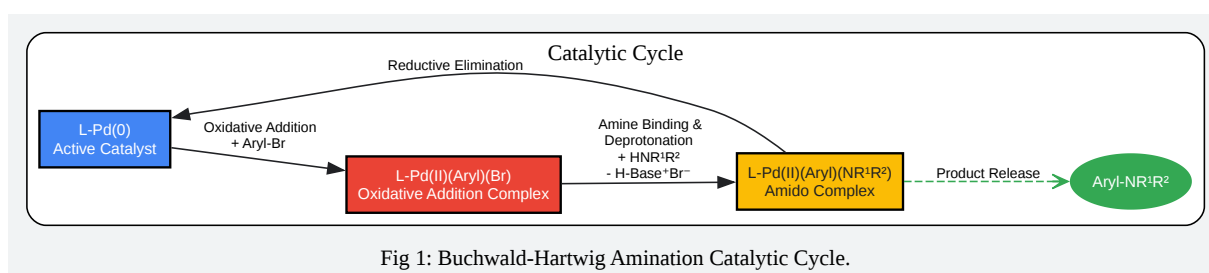 Catalytic Cycle
Reductive Elimination
L-Pd(0)
Active Catalyst
Oxidative Addition
+ Aryl-Br
L-Pd(II)(Aryl)(Br)
Oxidative Addition Complex
Amine Binding &
Deprotonation
+ HNR¹R²
- H-Base⁺Br⁻
L-Pd(II)(Aryl)(NR¹R²)
Amido Complex
Product Release
Aryl-NR¹R²
Fig 1: Buchwald-Hartwig Amination Catalytic Cycle.